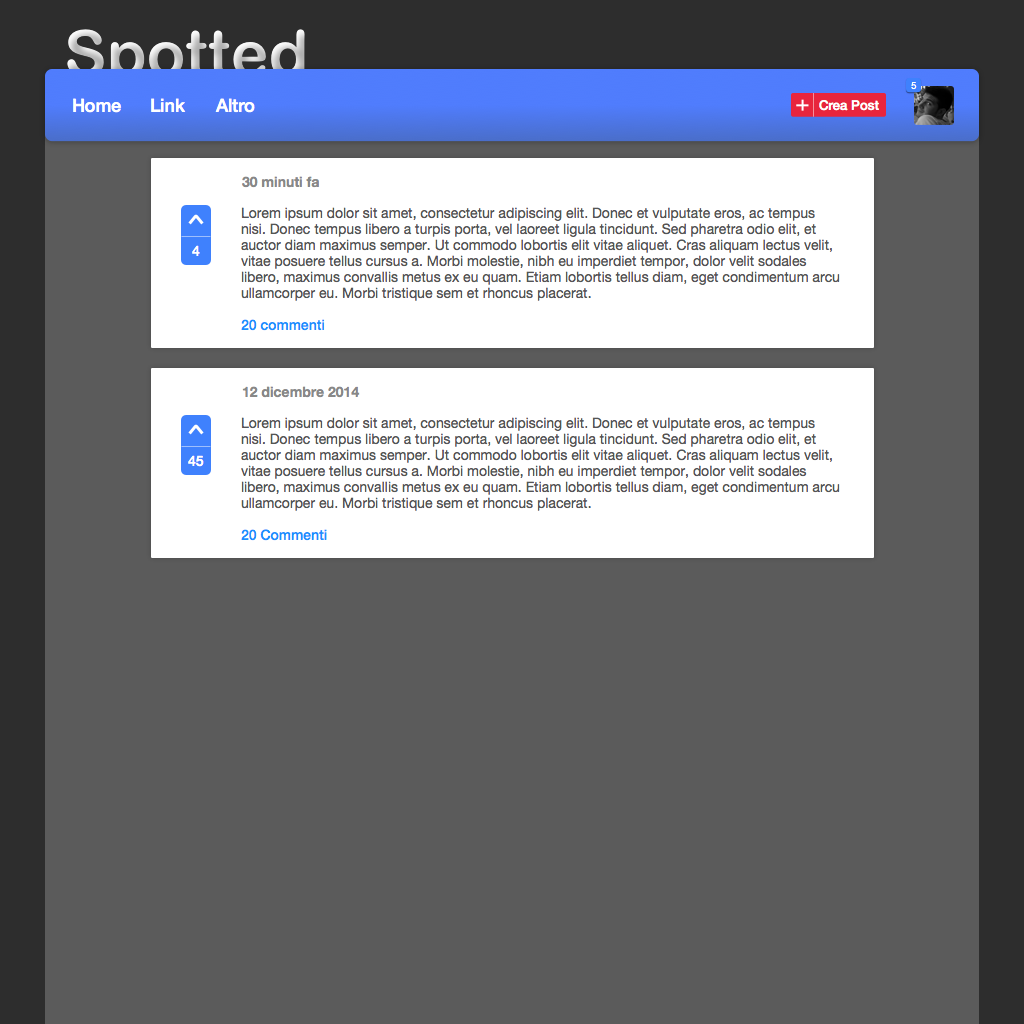 Spotted
Home Link Altro
Crea Post
5
30 minuti fa
4
Lorem ipsum dolor sit amet, consectetur adipiscing elit. Donec et vulputate eros, ac tempus
nisi. Donec tempus libero a turpis porta, vel laoreet ligula tincidunt. Sed pharetra odio elit, et
auctor diam maximus semper. Ut commodo lobortis elit vitae aliquet. Cras aliquam lectus velit,
vitae posuere tellus cursus a. Morbi molestie, nibh eu imperdiet tempor, dolor velit sodales
libero, maximus convallis metus ex eu quam. Etiam lobortis tellus diam, eget condimentum arcu
ullamcorper eu. Morbi tristique sem et rhoncus placerat.
20 commenti
12 dicembre 2014
45
Lorem ipsum dolor sit amet, consectetur adipiscing elit. Donec et vulputate eros, ac tempus
nisi. Donec tempus libero a turpis porta, vel laoreet ligula tincidunt. Sed pharetra odio elit, et
auctor diam maximus semper. Ut commodo lobortis elit vitae aliquet. Cras aliquam lectus velit,
vitae posuere tellus cursus a. Morbi molestie, nibh eu imperdiet tempor, dolor velit sodales
libero, maximus convallis metus ex eu quam. Etiam lobortis tellus diam, eget condimentum arcu
ullamcorper eu. Morbi tristique sem et rhoncus placerat.
20 Commenti